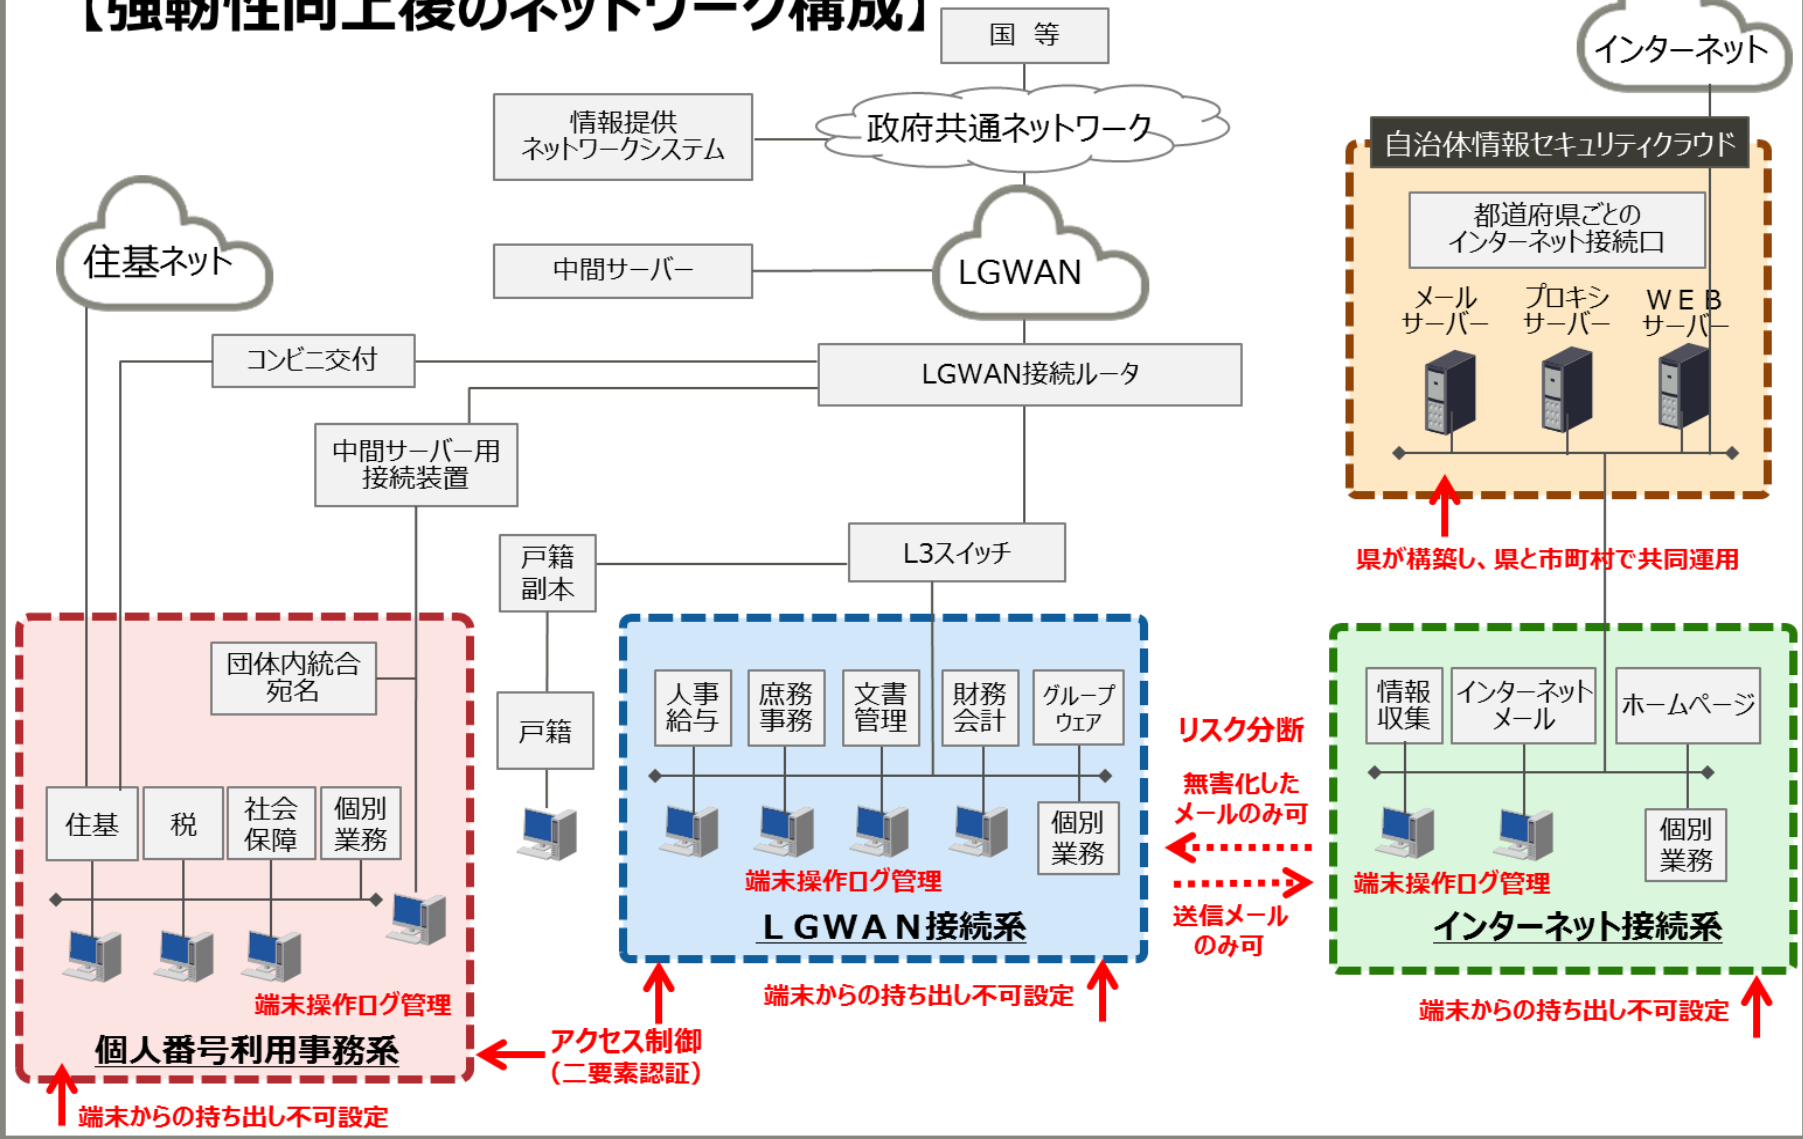 【強靭性向上後のネットワーク構成】
国 等
インターネット
情報提供
ネットワークシステム
政府共通ネットワーク
自治体情報セキュリティクラウド
都道府県ごとの
インターネット接続口
住基ネット
中間サーバー
LGWAN
メール
サーバー
プロキシ
サーバー
ＷＥＢ
サーバー
コンビニ交付
LGWAN接続ルータ
中間サーバー用
接続装置
戸籍
副本
L3スイッチ
県が構築し、県と市町村で共同運用
団体内統合
宛名
戸籍
人事
給与
庶務
事務
文書
管理
財務
会計
グループ
ウェア
リスク分断
無害化した
メールのみ可
送信メール
のみ可
情報
収集
インターネット
メール
ホームページ
住基
税
社会
保障
個別
業務
個別
業務
個別
業務
端末操作ログ管理
端末操作ログ管理
ＬＧＷＡＮ接続系
インターネット接続系
端末操作ログ管理
個人番号利用事務系
アクセス制御
（二要素認証）
端末からの持ち出し不可設定
端末からの持ち出し不可設定
端末からの持ち出し不可設定